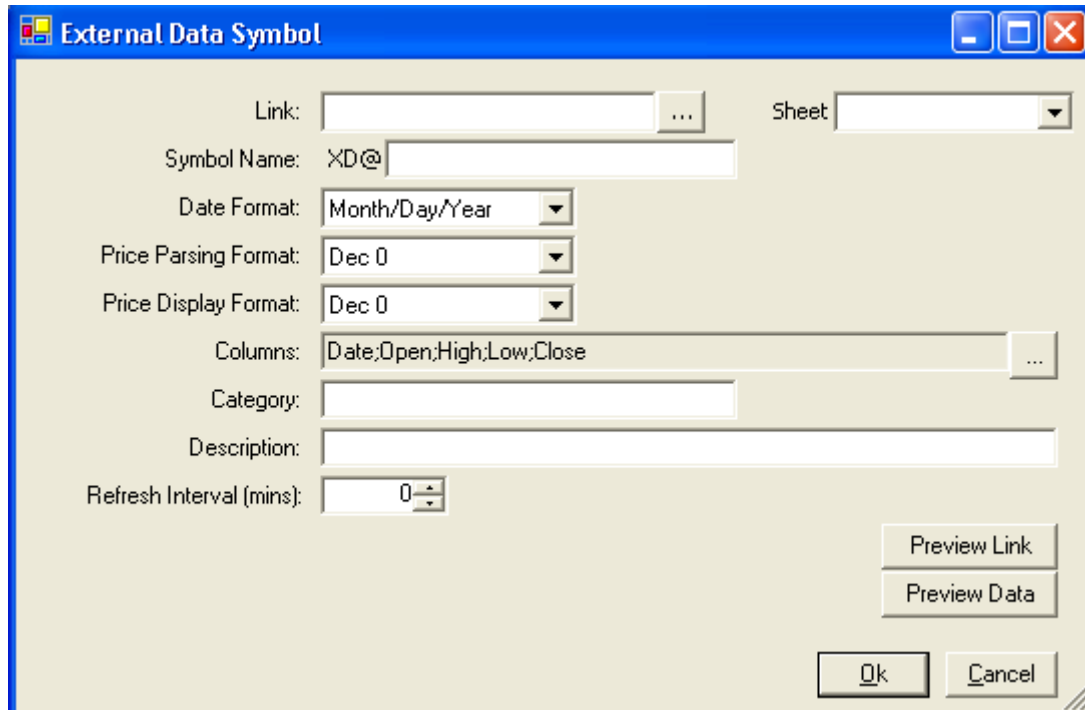 External Data Symbol
Link: ... Sheet
Symbol Name: XD@
Date Format: Month/Day/Year
Price Parsing Format: Dec 0
Price Display Format: Dec 0
Columns: Date;Open;High;Low;Close ...
Category:
Description:
Refresh Interval (mins): 0
Preview Link
Preview Data
Ok Cancel